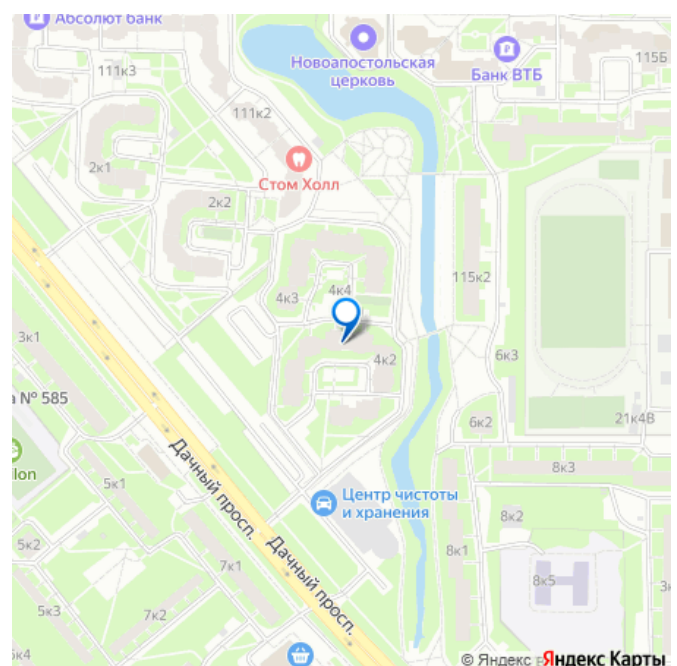 Абсолют банк
111к3
Новоапостольская
церковь
Банк ВТБ
115Б
111к2
2к1
Стом Холл
2к2
115к2
4к4
4к3
3к1
4к2
6к3
а № 585
6к2
21к4В
lon
Дачный просп.
8к3
5к1
Центр чистоты
и хранения
8к2
5к2
Дачный просп.
8к1
7к1
8к5
5к3
7к2
© Яндекс
Яндекс Карты